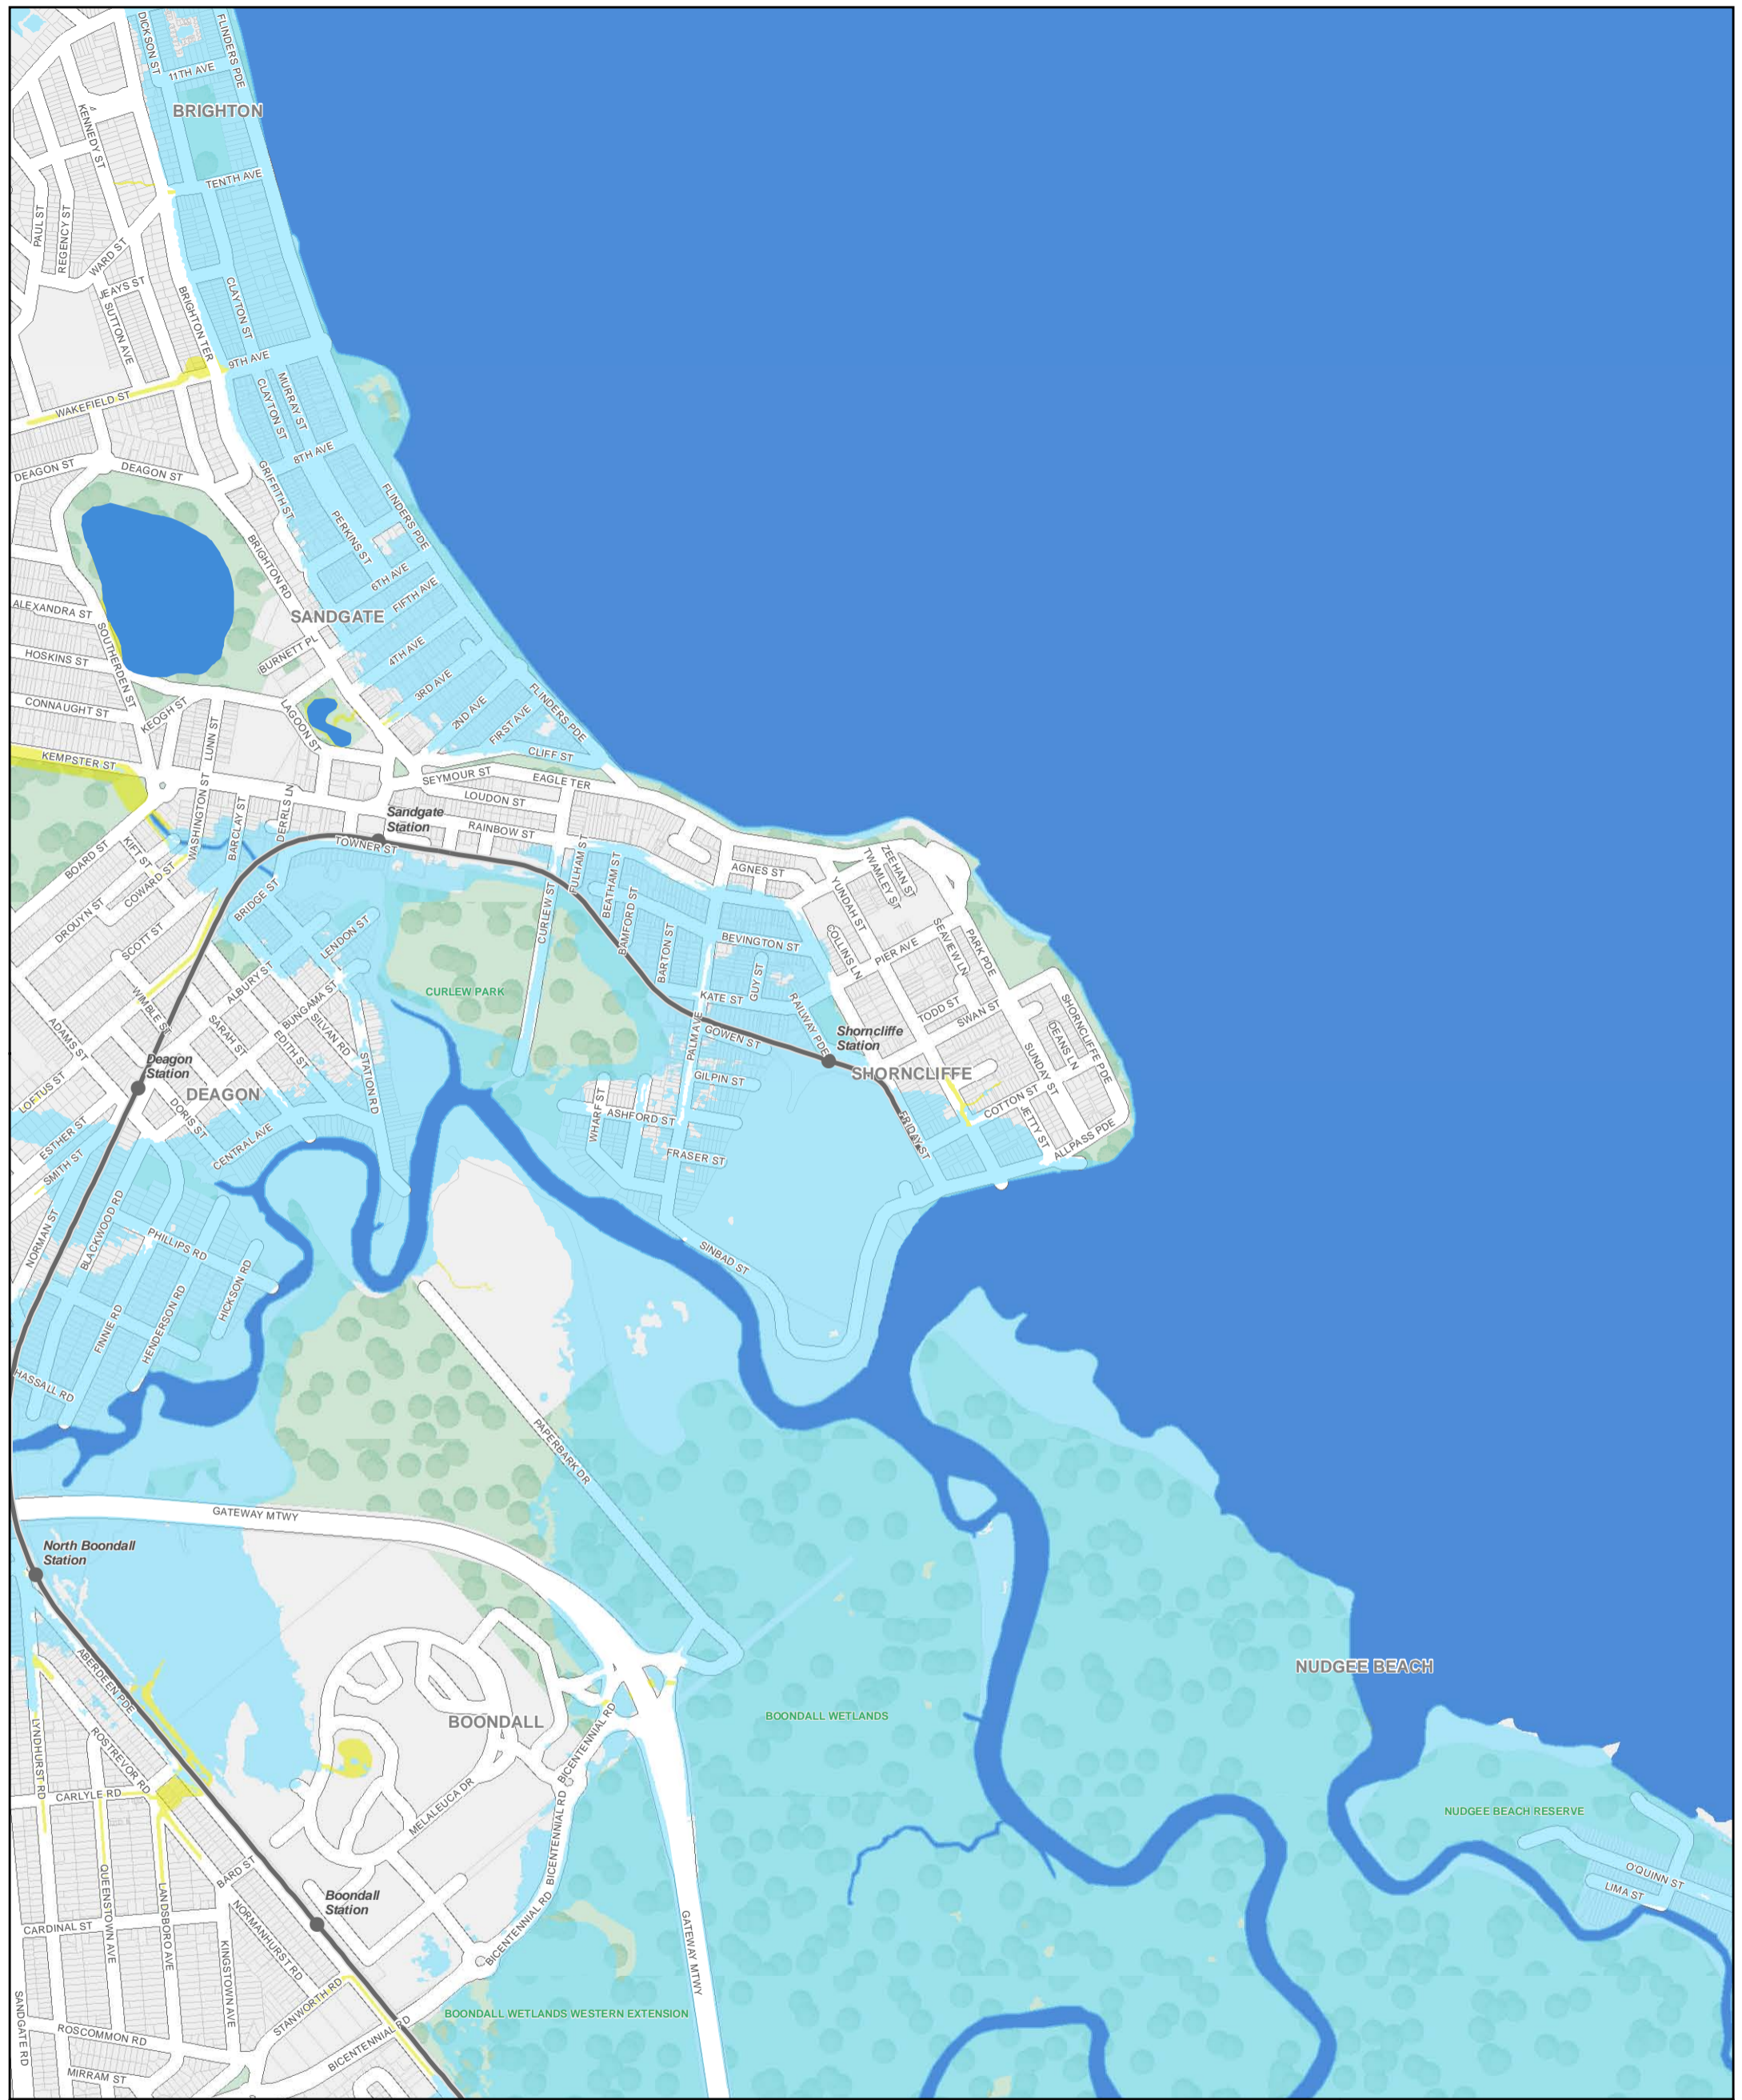 DICKSON ST
FLINDERS PDE
11TH AVE
BRIGHTON
KENNEDY ST
TENTH AVE
PAUL ST
REGENCY ST
WARD ST
JEAYS ST
SUTTON AVE
BRIGHTON TER
CLAYTON ST
9TH AVE
WAKEFIELD ST
CLAYTON ST
MURRAY ST
8TH AVE
DEAGON ST
DEAGON ST
GRIFFITH ST
FLINDERS PDE
PERKINS ST
BRIGHTON RD
6TH AVE
FIFTH AVE
ALEXANDRA ST
SANDGATE
SOUTHERDEN ST
HOSKINS ST
BURNETT PL
4TH AVE
3RD AVE
CONNAUGHT ST
KEOGH ST
LAGOON ST
2ND AVE
FIRST AVE
FLINDERS PDE
LUNN ST
CLIFF ST
KEMPSTER ST
SEYMOUR ST
EAGLE TER
LOUDON ST
WASHINGTON ST
BARCLAY ST
DERRLS LN
Sandgate
Station
RAINBOW ST
TOWNER ST
BOARD ST
KIFT ST
COWARD ST
FULHAM ST
BEATHAM ST
AGNES ST
TWAMLEY ST
ZEEHAN ST
DROUYN ST
BRIDGE ST
CURLEW ST
BAMFORD ST
YUNDAH ST
SCOTT ST
LENDON ST
BARTON ST
BEVINGTON ST
COLLINS LN
PIER AVE
SEAVIEW LN
PARK PDE
ALBURY ST
GUY ST
CURLEW PARK
KATE ST
RAILWAY PDE
WIMBLE ST
BUNGAMA ST
SILVAN RD
SARAH ST
EDITH ST
TODD ST
SWAN ST
SHORNCLIFFE PDE
ADAMS ST
PALM AVE
GOWEN ST
Shorncliffe
Station
DEANS LN
Deagon
Station
STATION RD
GILPIN ST
SHORNCLIFFE
SUNDAY ST
LOFTUS ST
DEAGON
DORIS ST
WHARF ST
ASHFORD ST
COTTON ST
JETTY ST
ALLPASS PDE
ESTHER ST
SMITH ST
CENTRAL AVE
FRASER ST
FRIDAY ST
NORMAN ST
BLACKWOOD RD
PHILLIPS RD
SINBAD ST
HICKSON RD
FINNIE RD
HENDERSON RD
HASSALL RD
PAPERBARK DR
GATEWAY MTWY
North Boondall
Station
ABERDEEN PDE
NUDGEE BEACH
BOONDALL
BOONDALL WETLANDS
LYNDHURST RD
ROSTREVOR RD
BICENTENNIAL RD
CARLYLE RD
MELALEUCA DR
NUDGEE BEACH RESERVE
BICENTENNIAL RD
BARD ST
O'QUINN ST
LIMA ST
QUEENSTOWN AVE
LANDSBORO AVE
Boondall
Station
CARDINAL ST
NORMANHURST RD
BICENTENNIAL RD
KINGSTOWN AVE
GATEWAY MTWY
STANWORTH RD
SANDGATE RD
BOONDALL WETLANDS WESTERN EXTENSION
ROSCOMMON RD
BICENTENNIAL RD
MIRRAM ST